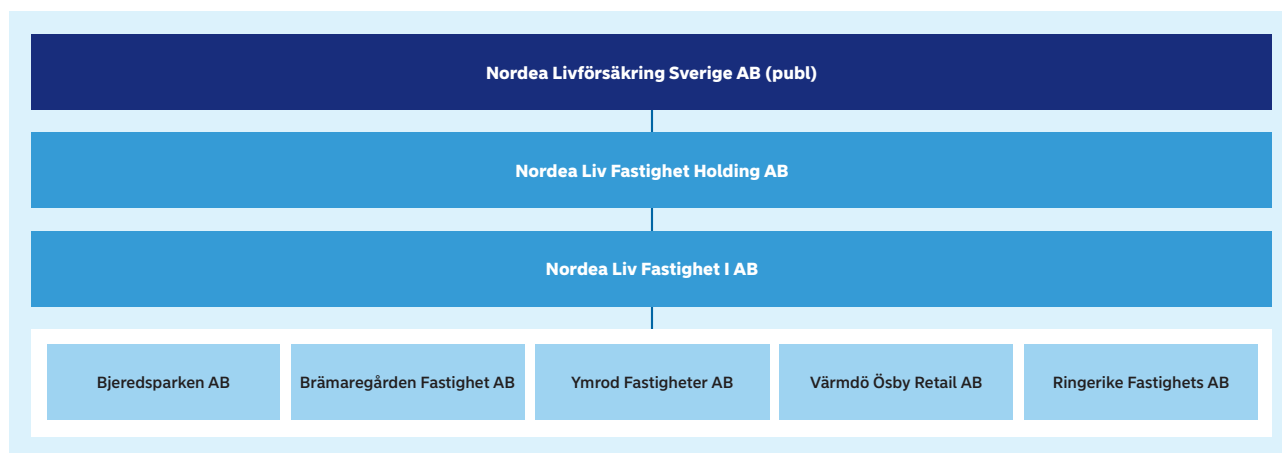 Nordea Livförsäkring Sverige AB (publ)
Nordea Liv Fastighet Holding AB
Nordea Liv Fastighet I AB
Bjeredsparken AB
Brämaregården Fastighet AB
Ymrod Fastigheter AB
Värmdö Ösby Retail AB
Ringerike Fastighets AB